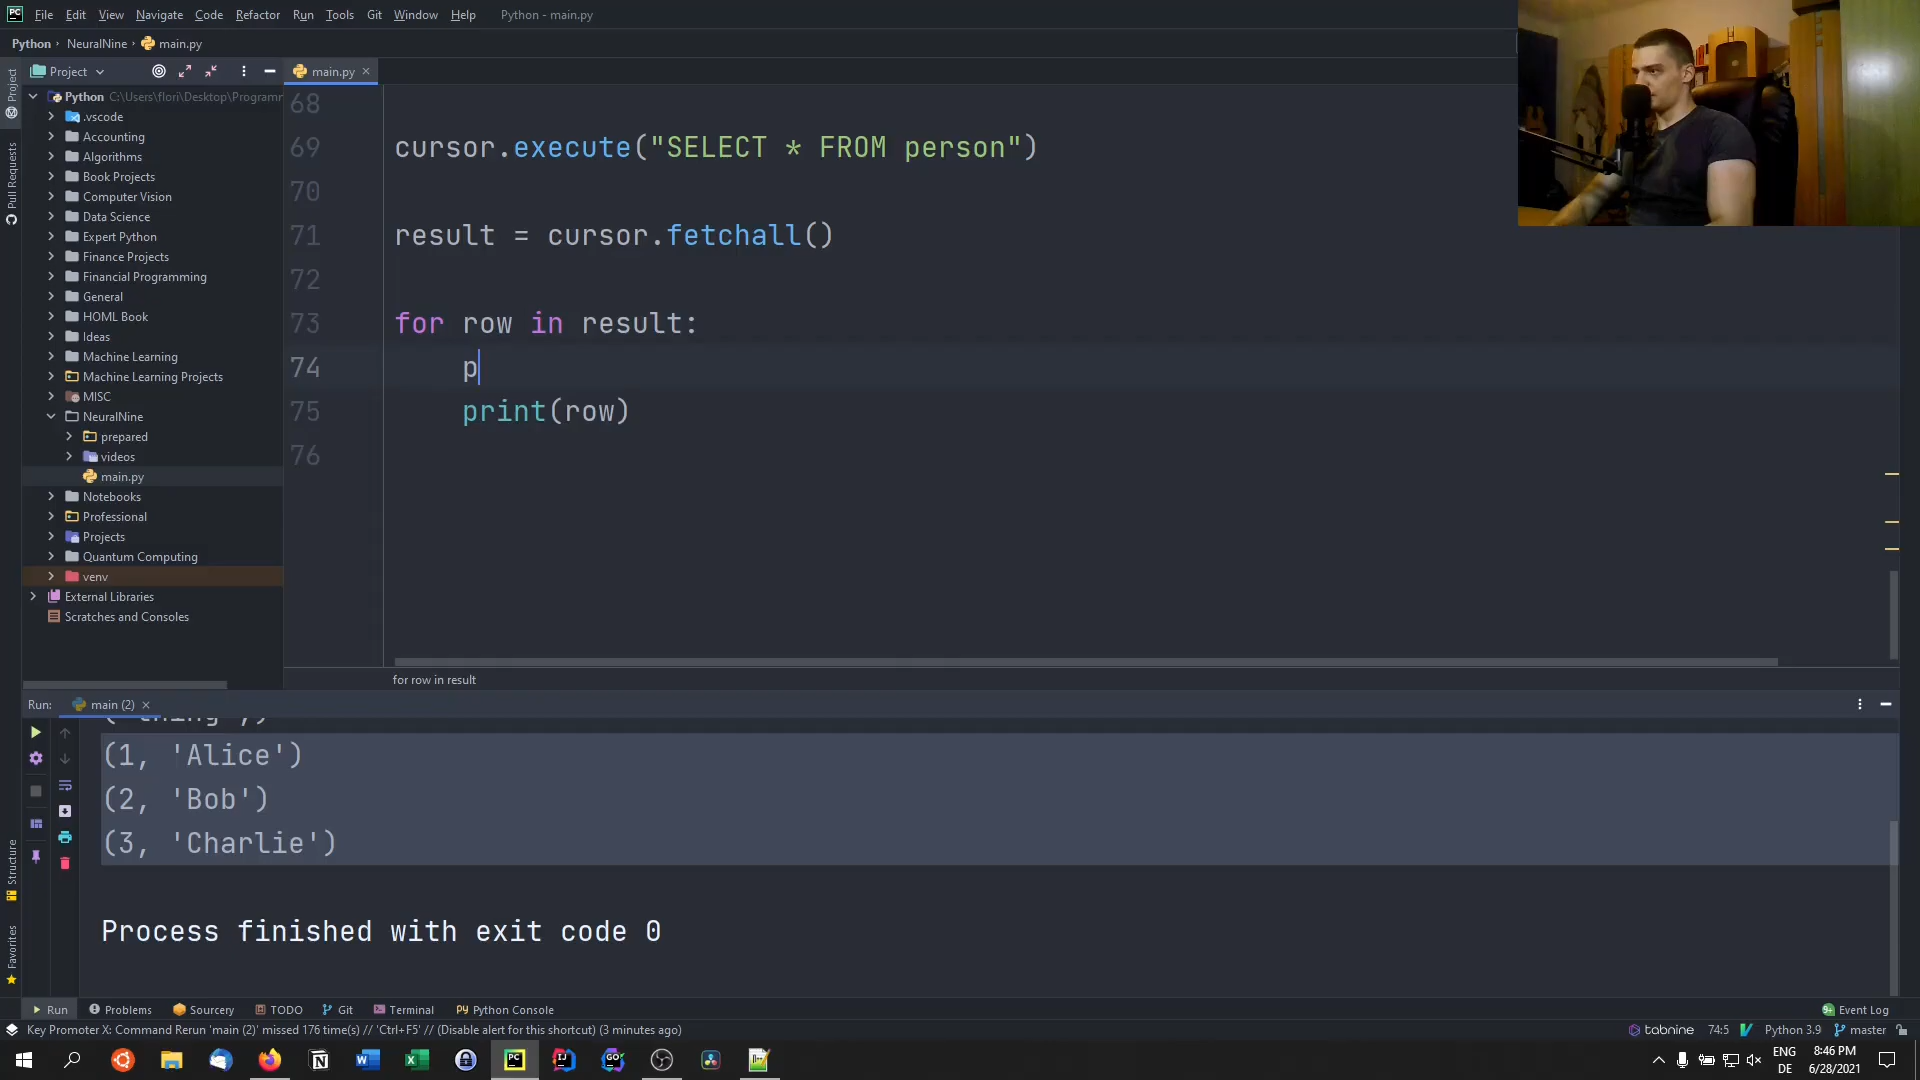 File Edit View Navigate Code Refactor Run Tools Git Window Help Python - main.py
Python NeuralNine main.py
Project
main.py
Python C:\Users\flori\Desktop\Programr
.vscode
Accounting
Algorithms
Book Projects
Computer Vision
Data Science
Expert Python
Finance Projects
Financial Programming
General
HOML Book
Ideas
Machine Learning
Machine Learning Projects
MISC
NeuralNine
prepared
videos
main.py
Notebooks
Professional
Projects
Quantum Computing
venv
External Libraries
Scratches and Consoles
Project
Pull Requests
Structure
Favorites
68
69 cursor.execute("SELECT * FROM person")
70
71 result = cursor.fetchall()
72
73 for row in result:
74 p
75 print(row)
76
for row in result
Run: main (2)
(1, 'Alice')
(2, 'Bob')
(3, 'Charlie')
Process finished with exit code 0
Run Problems Sourcery TODO Git Terminal Python Console Event Log
Key Promoter X: Command Rerun 'main (2)' missed 176 time(s) // 'Ctrl+F5' // (Disable alert for this shortcut) (3 minutes ago) tabnine 74:5 Python 3.9 master
ENG
DE
8:46 PM
6/28/2021